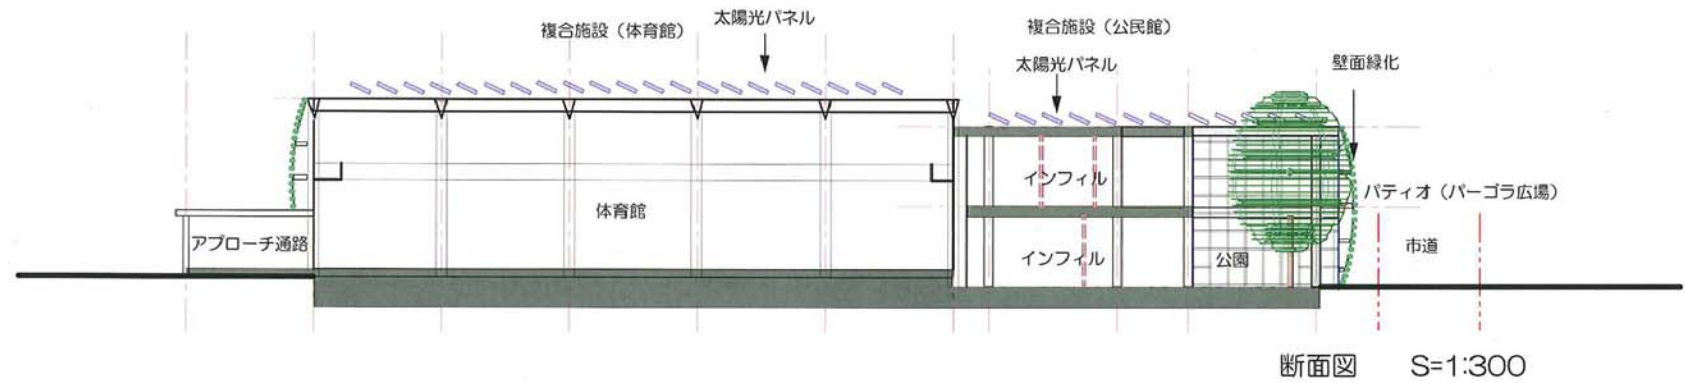 複合施設（体育館）
太陽光パネル
複合施設（公民館）
太陽光パネル
壁面緑化
インフィル
パティオ（パーゴラ広場）
体育館
アプローチ通路
インフィル
公園
市道
断面図 S=1:300